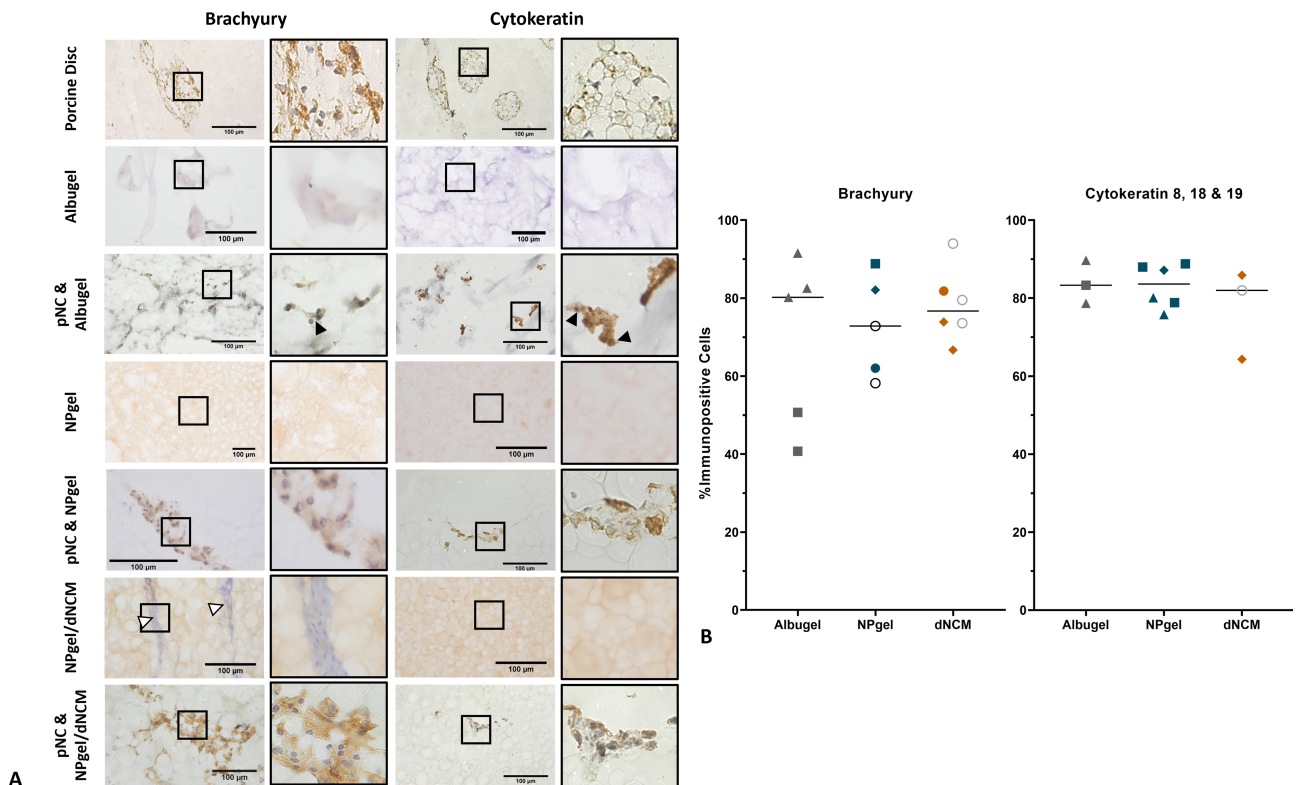 Brachyury Cytokeratin
Porcine Disc
100 µm
100 µm
Albugel
100 µm
100 µm
pNC &
Albugel
100 µm
100 µm
NPgel
100 µm
100 µm
pNC & NPgel
100 µm
100 µm
NPgel/dNCM
100 µm
100 µm
pNC &
NPgel/dNCM
100 µm
100 µm
A
Brachyury
%Immunopositive Cells
100
80
60
40
20
0
Albugel NPgel dNCM
Cytokeratin 8, 18 & 19
100
80
60
40
20
0
Albugel NPgel dNCM
B